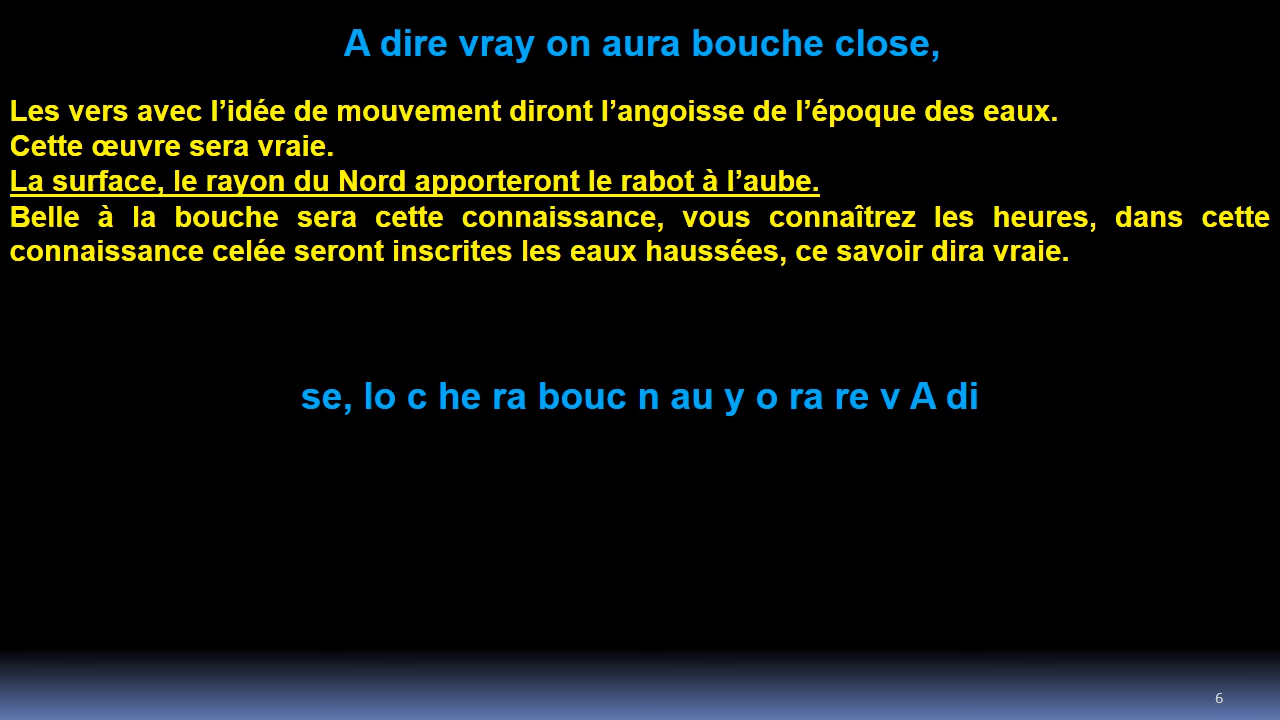 A dire vray on aura bouche close,
Les vers avec l’idée de mouvement diront l’angoisse de l’époque des eaux.
Cette œuvre sera vraie.
La surface, le rayon du Nord apporteront le rabot à l’aube.
Belle à la bouche sera cette connaissance, vous connaîtrez les heures, dans cette
connaissance celée seront inscrites les eaux haussées, ce savoir dira vraie.
se, lo c he ra bouc n au y o ra re v A di
6